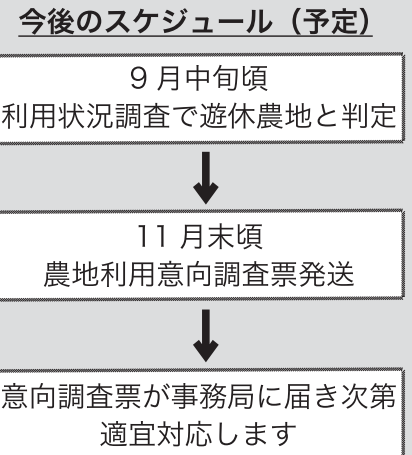 今後のスケジュール（予定）
9月中旬頃
利用状況調査で遊休農地と判定
11月末頃
農地利用意向調査票発送
意向調査票が事務局に届き次第
適宜対応します